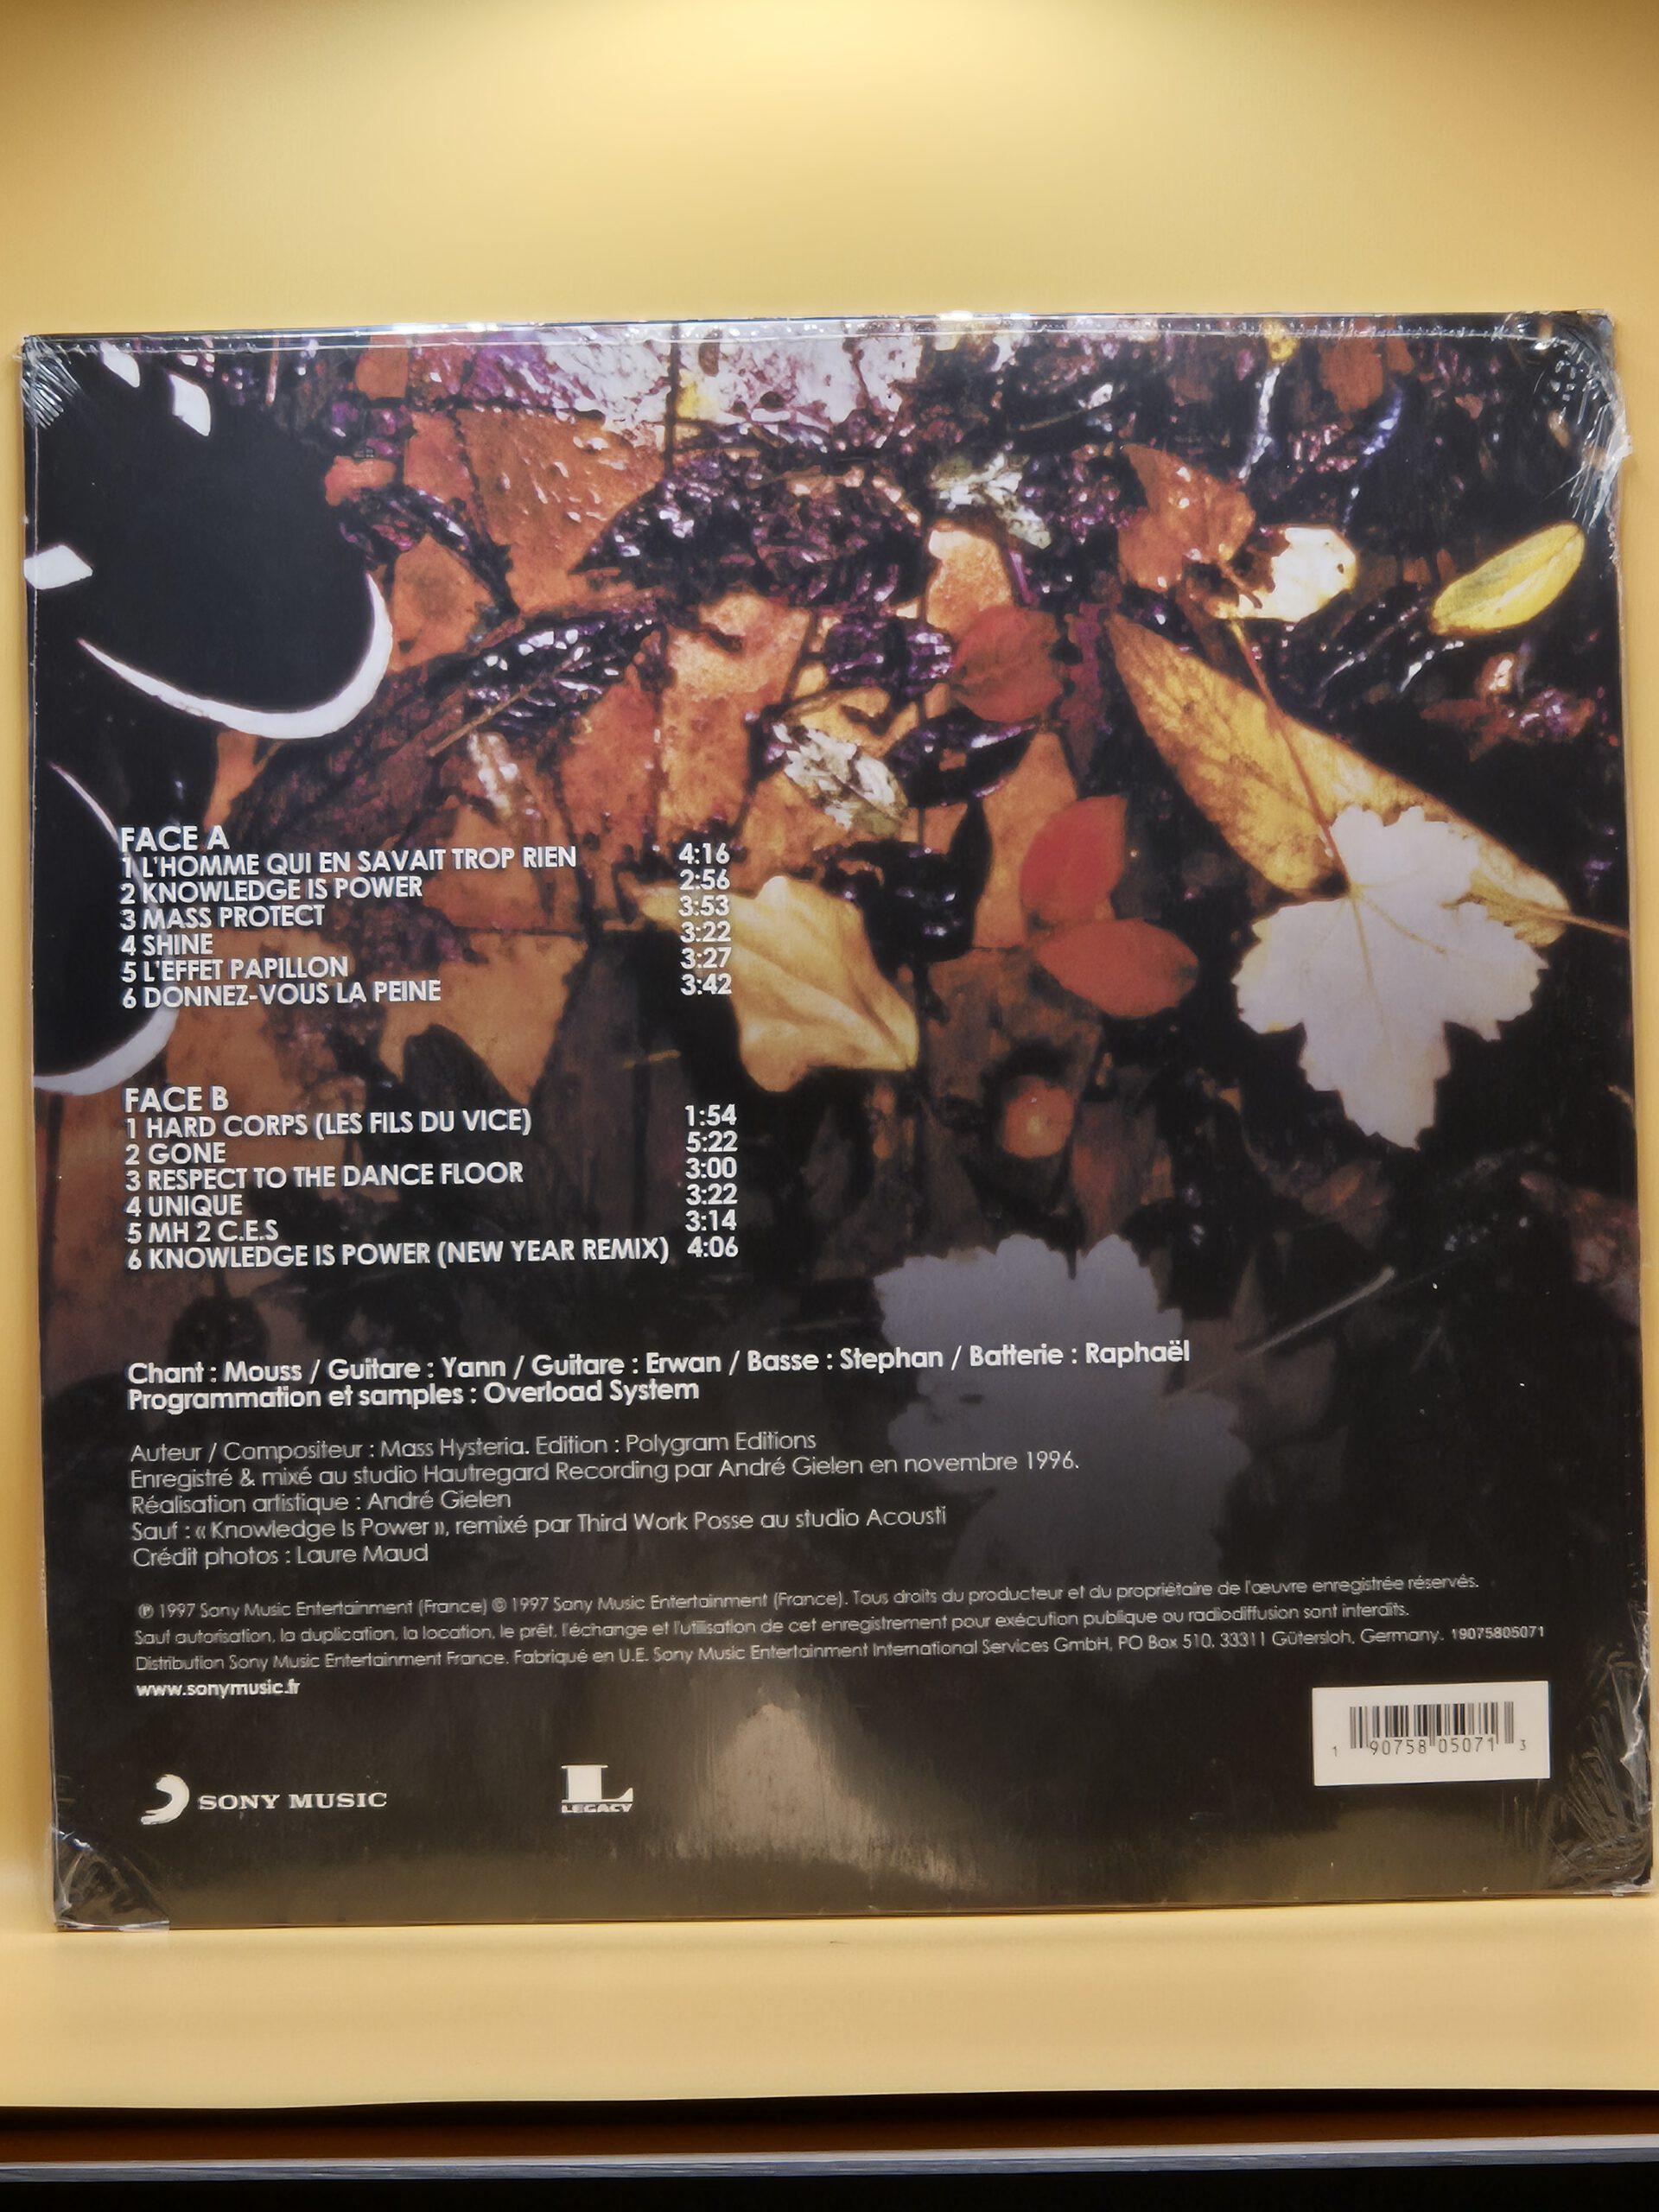 FACE A
1 L'HOMME QUI EN SAVAIT TROP RIEN 4:16
2 KNOWLEDGE IS POWER 2:56
3 MASS PROTECT 3:53
4 SHINE 3:22
5 L'EFFET PAPILLON 3:27
6 DONNEZ-VOUS LA PEINE 3:42
FACE B
1 HARD CORPS (LES FILS DU VICE) 1:54
2 GONE 5:22
3 RESPECT TO THE DANCE FLOOR 3:00
4 UNIQUE 3:22
5 MH 2 C.E.S 3:14
6 KNOWLEDGE IS POWER (NEW YEAR REMIX) 4:06
Chant : Mouss / Guitare : Yann / Guitare : Erwan / Basse : Stephan / Batterie : Raphaël
Programmation et samples : Overload System
Auteur / Compositeur : Mass Hysteria. Edition : Polygram Editions
Enregistré & mixé au studio Hautregard Recording par André Gielen en novembre 1996.
Réalisation artistique : André Gielen
Sauf : « Knowledge Is Power », remixé par Third Work Posse au studio Acousti
Crédit photos : Laure Maud
℗ 1997 Sony Music Entertainment (France) © 1997 Sony Music Entertainment (France). Tous droits du producteur et du propriétaire de l'œuvre enregistrée réservés.
Sauf autorisation, la duplication, la location, le prêt, l'échange et l'utilisation de cet enregistrement pour exécution publique ou radiodiffusion sont interdits.
Distribution Sony Music Entertainment France. Fabriqué en U.E. Sony Music Entertainment International Services GmbH, PO Box 510, 33311 Gütersloh, Germany. 19075805071
www.sonymusic.fr
1 90758 05071 3
SONY MUSIC
L
LEGACY